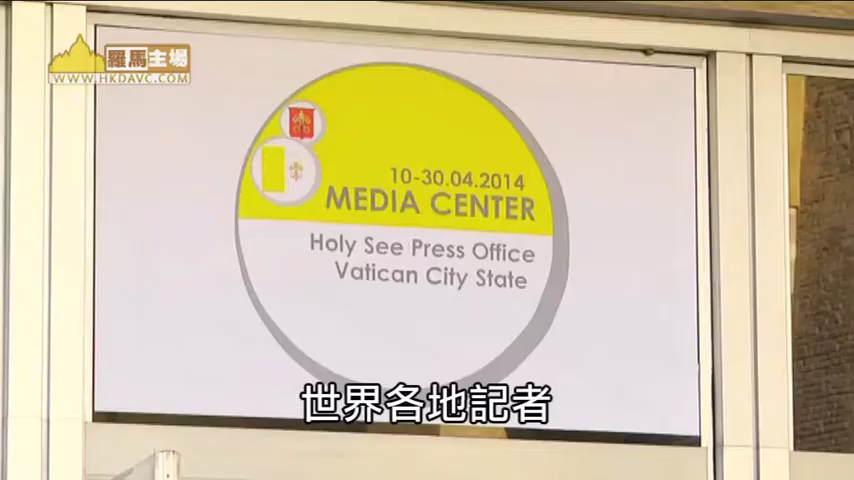 羅馬主場
WWW.HKDAVC.COM
10-30.04.2014
MEDIA CENTER
Holy See Press Office
Vatican City State
世界各地記者